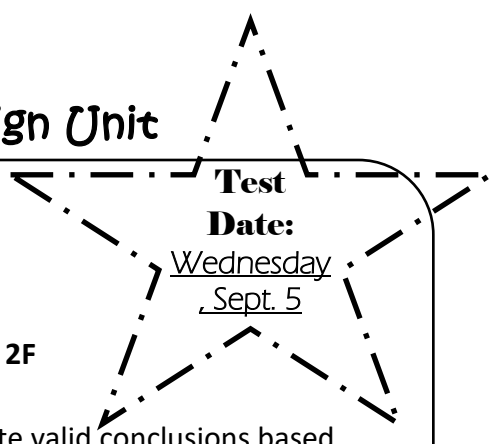 gn Unit
Test
Date:
Wednesday
, Sept. 5
2F
te valid conclusions based